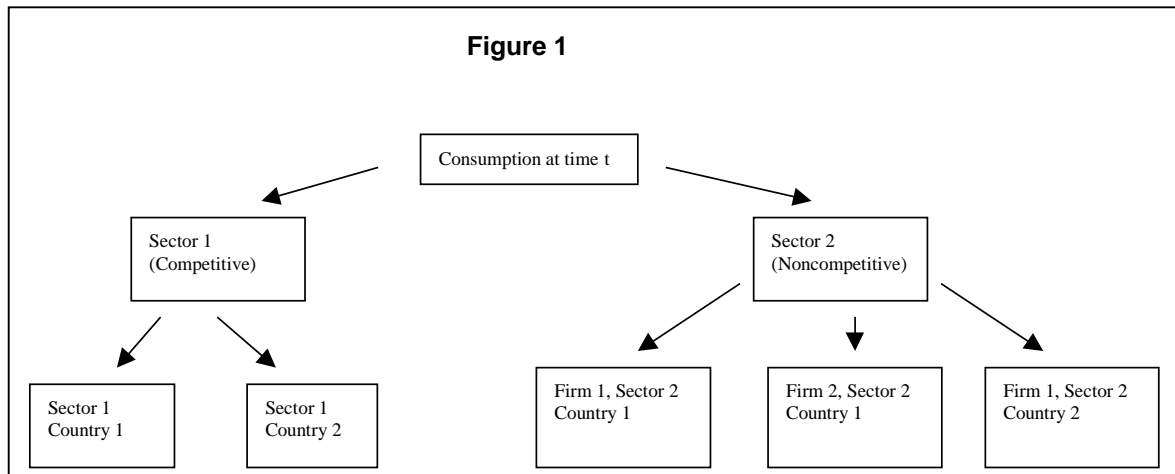 Figure 1
Consumption at time t
Sector 1
(Competitive)
Sector 2
(Noncompetitive)
Sector 1
Country 1
Sector 1
Country 2
Firm 1, Sector 2
Country 1
Firm 2, Sector 2
Country 1
Firm 1, Sector 2
Country 2